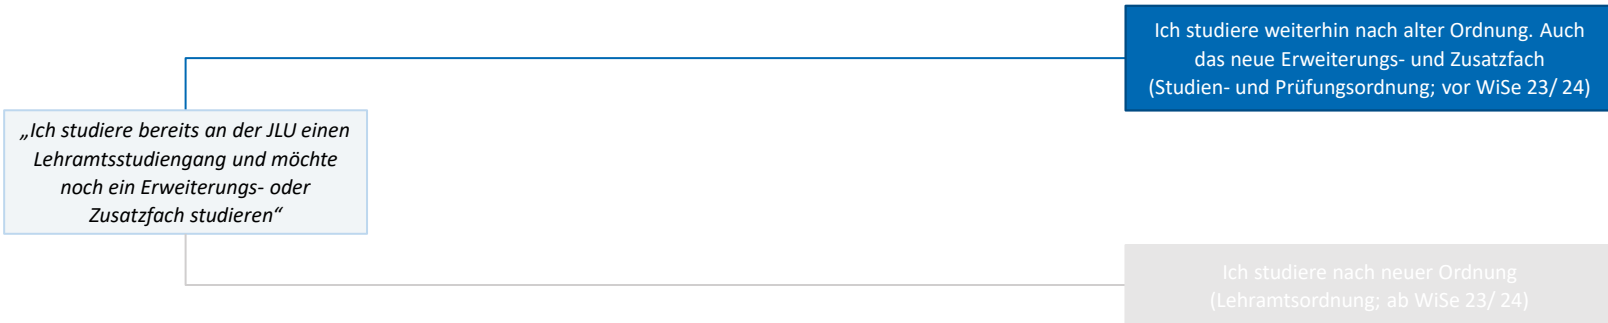 Ich studiere weiterhin nach alter Ordnung. Auch
das neue Erweiterungs- und Zusatzfach
(Studien- und Prüfungsordnung; vor WiSe 23/ 24)
„Ich studiere bereits an der JLU einen
Lehramtsstudiengang und möchte
noch ein Erweiterungs- oder
Zusatzfach studieren“
Ich studiere nach neuer Ordnung
(Lehramtsordnung; ab WiSe 23/ 24)